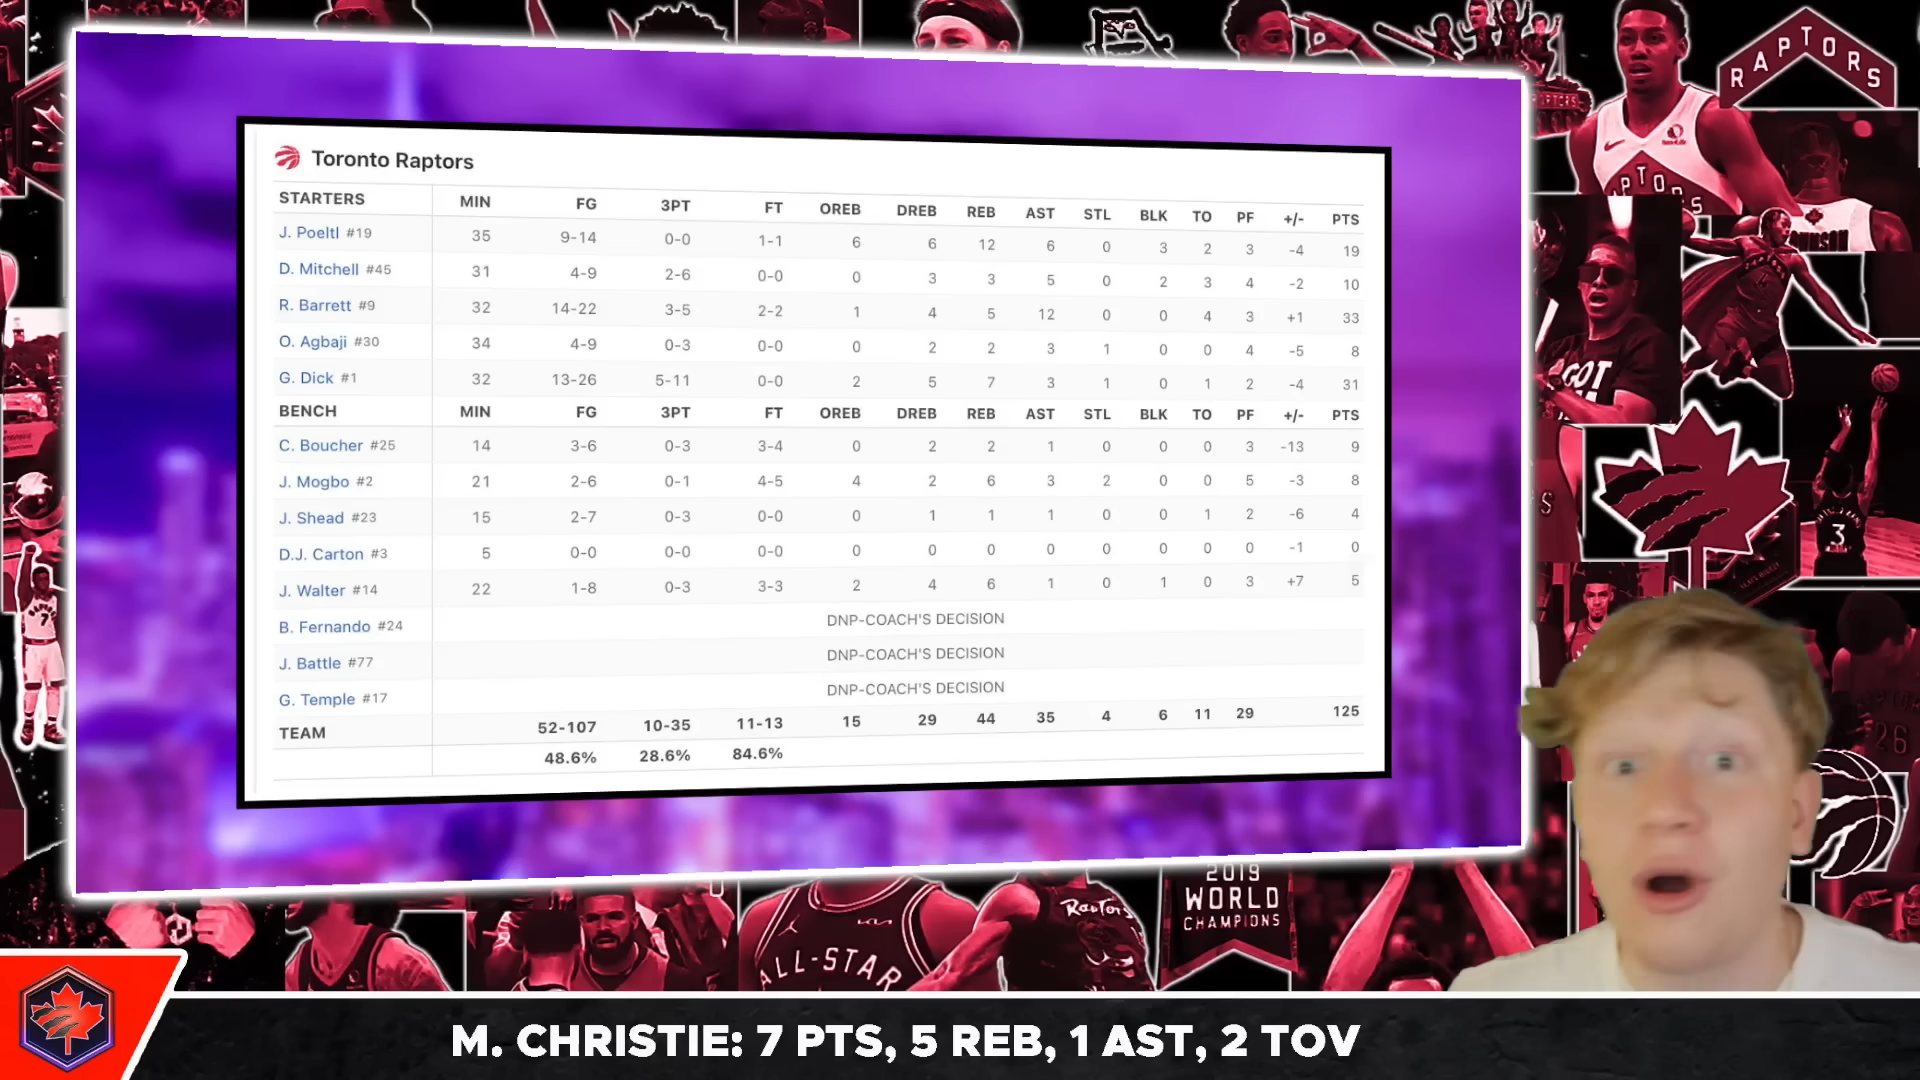 RAPTORS
Toronto Raptors
STARTERS MIN FG 3PT FT OREB DREB REB AST STL BLK TO PF +/- PTS
J. Poeltl #19 35 9-14 0-0 1-1 6 6 12 6 0 3 2 3 -4 19
D. Mitchell #45 31 4-9 2-6 0-0 0 3 3 5 0 2 3 4 -2 10
R. Barrett #9 32 14-22 3-5 2-2 1 4 5 12 0 0 4 3 +1 33
O. Agbaji #30 34 4-9 0-3 0-0 0 2 2 3 1 0 0 4 -5 8
G. Dick #1 32 13-26 5-11 0-0 2 5 7 3 1 0 1 2 -4 31
BENCH MIN FG 3PT FT OREB DREB REB AST STL BLK TO PF +/- PTS
C. Boucher #25 14 3-6 0-3 3-4 0 2 2 1 0 0 0 3 -13 9
J. Mogbo #2 21 2-6 0-1 4-5 4 2 6 3 2 0 0 5 -3 8
J. Shead #23 15 2-7 0-3 0-0 0 1 1 1 0 0 1 2 -6 4
D.J. Carton #3 5 0-0 0-0 0-0 0 0 0 0 0 0 0 0 -1 0
J. Walter #14 22 1-8 0-3 3-3 2 4 6 1 0 1 0 3 +7 5
B. Fernando #24 DNP-COACH'S DECISION
J. Battle #77 DNP-COACH'S DECISION
G. Temple #17 DNP-COACH'S DECISION
TEAM 52-107 10-35 11-13 15 29 44 35 4 6 11 29 125
48.6% 28.6% 84.6%
GOT
3
7
26
2019
WORLD
CHAMPIONS
Raptors
ALL-STAR
M. CHRISTIE: 7 PTS, 5 REB, 1 AST, 2 TOV